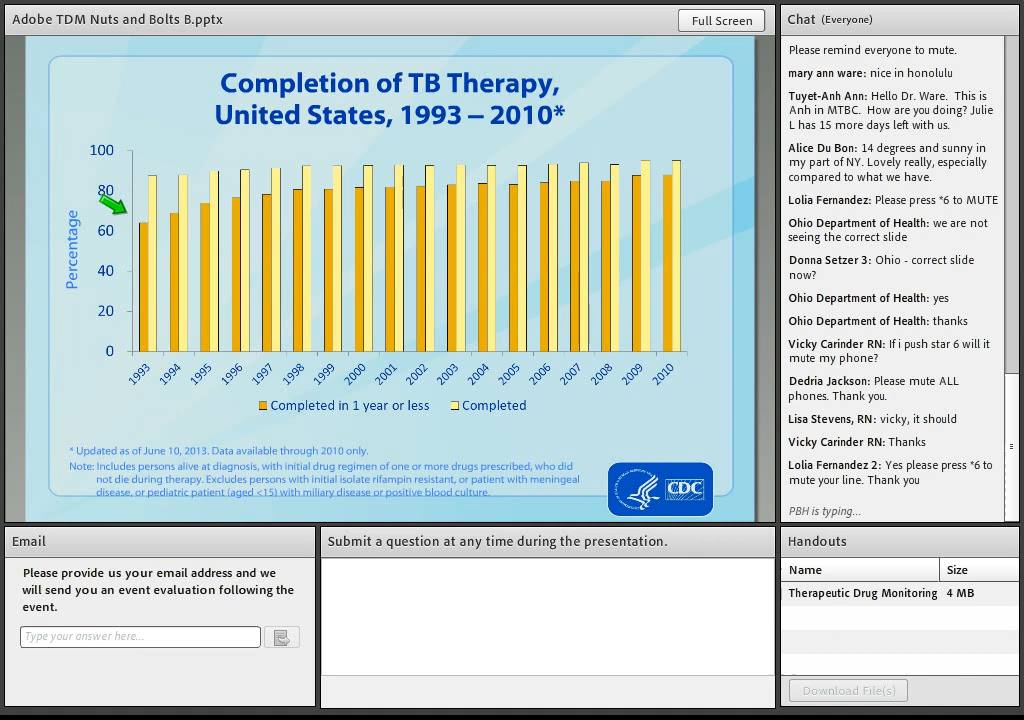 Adobe TDM Nuts and Bolts B.pptx
Full Screen
Completion of TB Therapy,
United States, 1993 – 2010*
Percentage
100
80
60
40
20
0
1993 1994 1995 1996 1997 1998 1999 2000 2001 2002 2003 2004 2005 2006 2007 2008 2009 2010
Completed in 1 year or less Completed
* Updated as of June 10, 2013. Data available through 2010 only.
Note: Includes persons alive at diagnosis, with initial drug regimen of one or more drugs prescribed, who did
not die during therapy. Excludes persons with initial isolate rifampin resistant, or patient with meningeal
disease, or pediatric patient (aged <15) with miliary disease or positive blood culture.
CDC
Chat (Everyone)
Please remind everyone to mute.
mary ann ware: nice in honolulu
Tuyet-Anh Ann: Hello Dr. Ware. This is
Anh in MTBC. How are you doing? Julie
L has 15 more days left with us.
Alice Du Bon: 14 degrees and sunny in
my part of NY. Lovely really, especially
compared to what we have.
Lolia Fernandez: Please press *6 to MUTE
Ohio Department of Health: we are not
seeing the correct slide
Donna Setzer 3: Ohio - correct slide
now?
Ohio Department of Health: yes
Ohio Department of Health: thanks
Vicky Carinder RN: If i push star 6 will it
mute my phone?
Dedria Jackson: Please mute ALL
phones. Thank you.
Lisa Stevens, RN: vicky, it should
Vicky Carinder RN: Thanks
Lolia Fernandez 2: Yes please press *6 to
mute your line. Thank you
PBH is typing...
Email
Please provide us your email address and we
will send you an event evaluation following the
event.
Type your answer here...
Submit a question at any time during the presentation.
Handouts
Name Size
Therapeutic Drug Monitoring 4 MB
Download File(s)